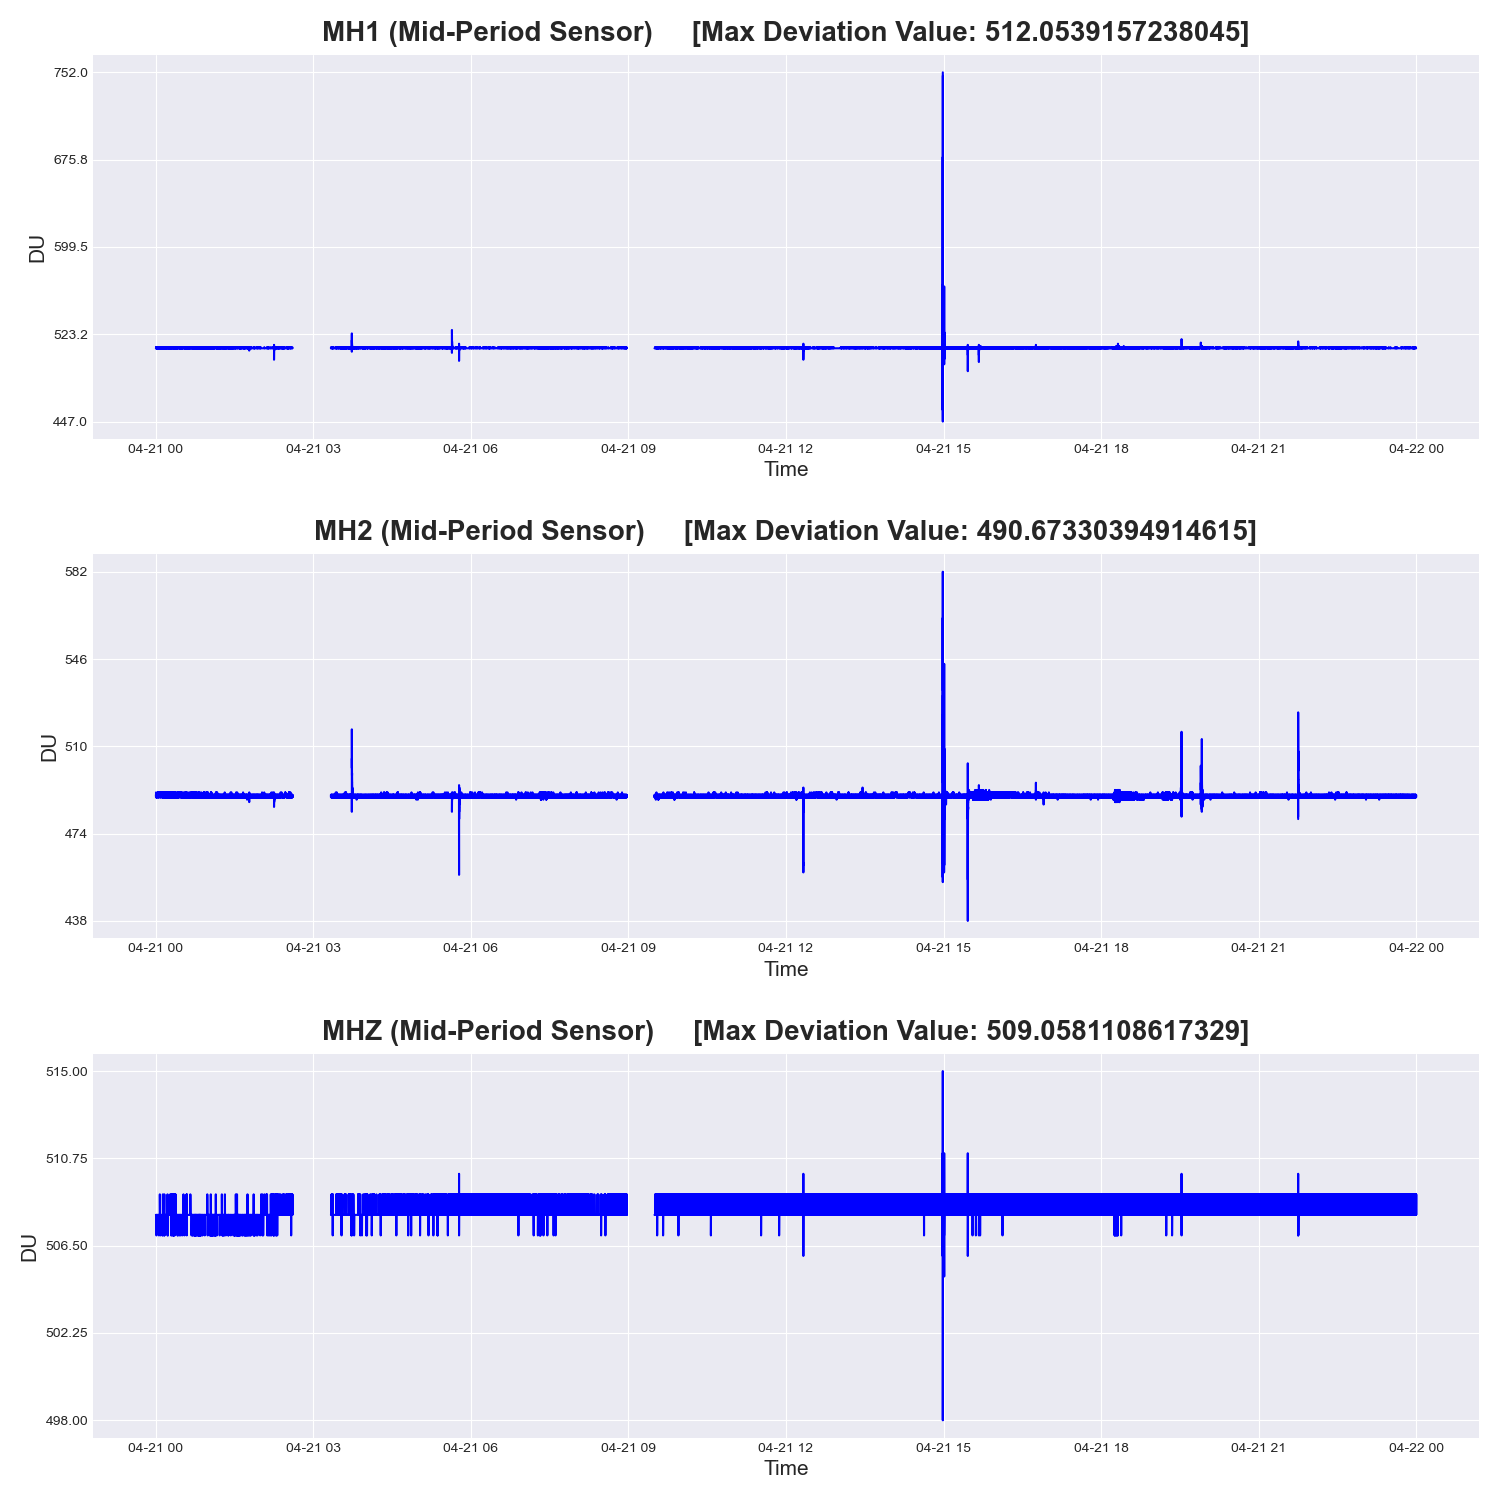 MH1 (Mid-Period Sensor) [Max Deviation Value: 512.0539157238045]
752.0
675.8
599.5
523.2
447.0
DU
04-21 00 04-21 03 04-21 06 04-21 09 04-21 12 04-21 15 04-21 18 04-21 21 04-22 00
Time
MH2 (Mid-Period Sensor) [Max Deviation Value: 490.67330394914615]
582
546
510
474
438
DU
04-21 00 04-21 03 04-21 06 04-21 09 04-21 12 04-21 15 04-21 18 04-21 21 04-22 00
Time
MHZ (Mid-Period Sensor) [Max Deviation Value: 509.0581108617329]
515.00
510.75
506.50
502.25
498.00
DU
04-21 00 04-21 03 04-21 06 04-21 09 04-21 12 04-21 15 04-21 18 04-21 21 04-22 00
Time